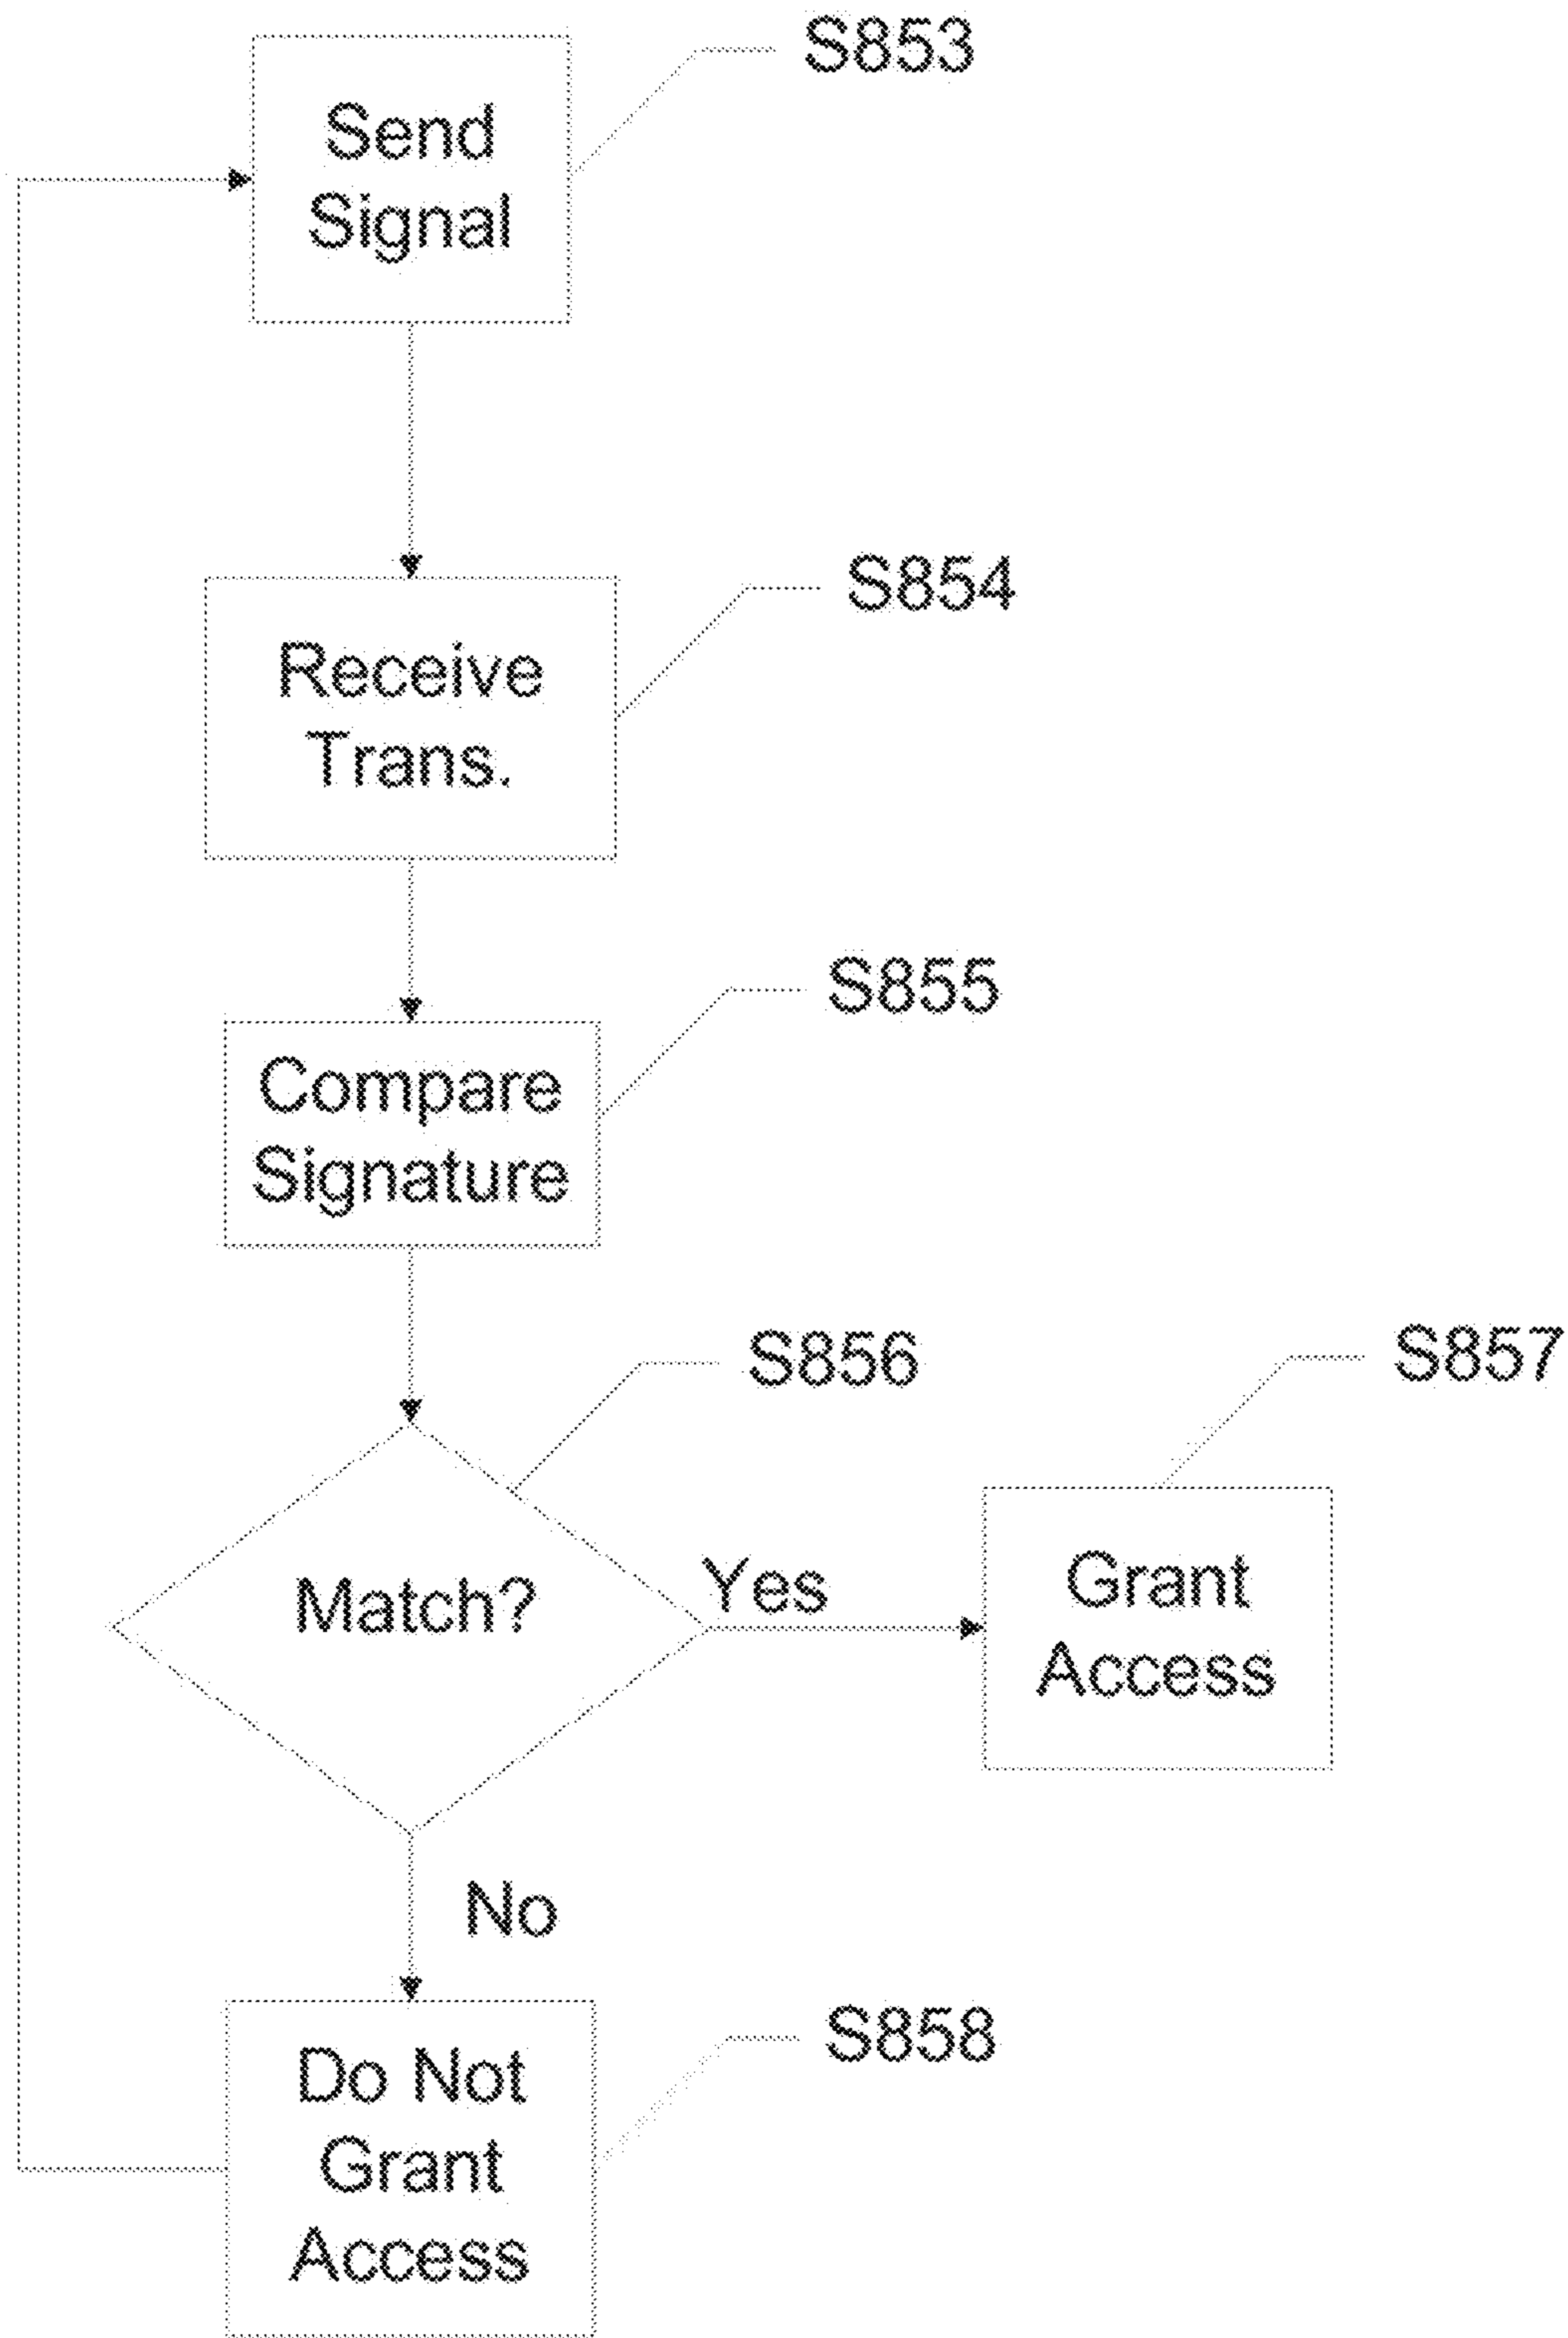 S853
Send
Signal
S854
Receive
Trans.
S855
Compare
Signature
S856
S857
Match?
Yes
Grant
Access
No
S858
Do Not
Grant
Access